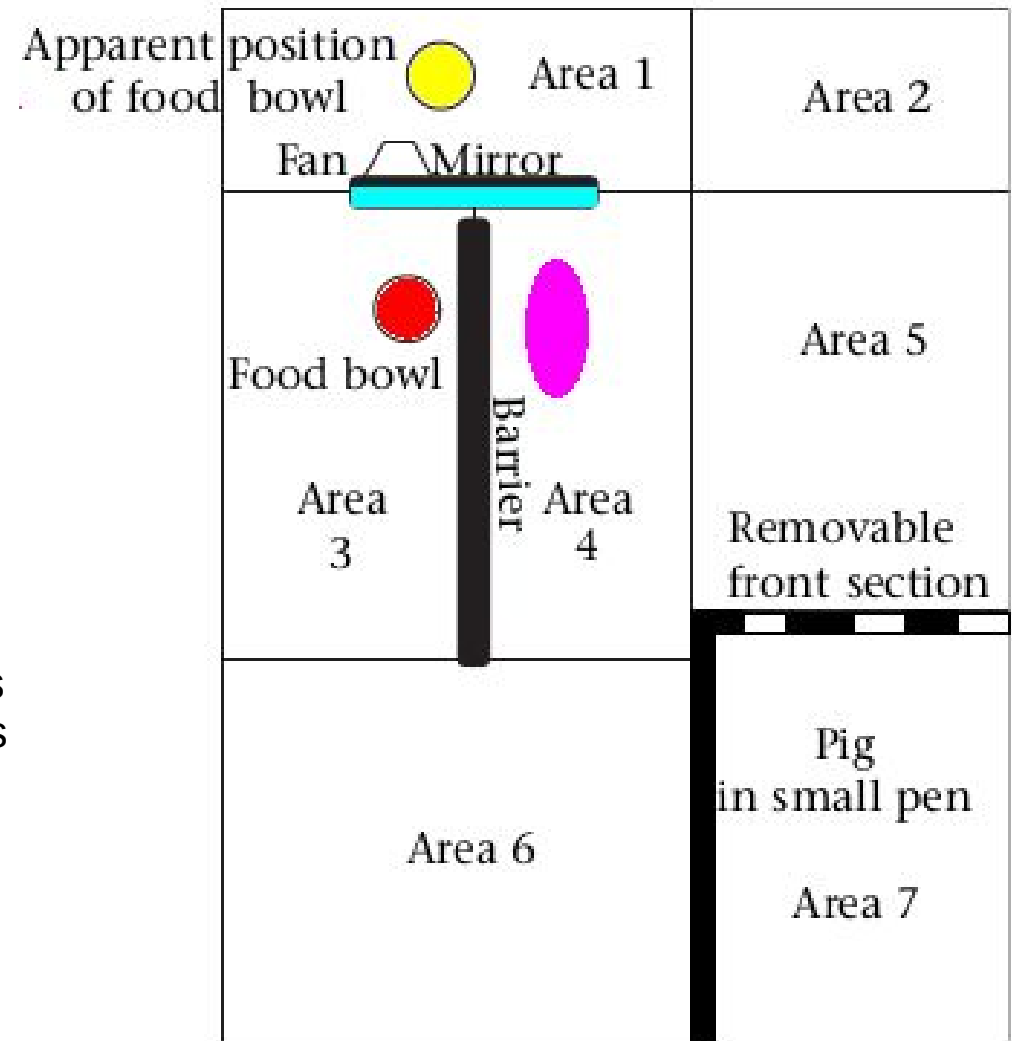 Apparent position
of food bowl
Area 1
Area 2
Fan
Mirror
Food bowl
Barrier
Area 5
Area
3
Area
4
Removable
front section
s
s
Pig
in small pen
Area 6
Area 7